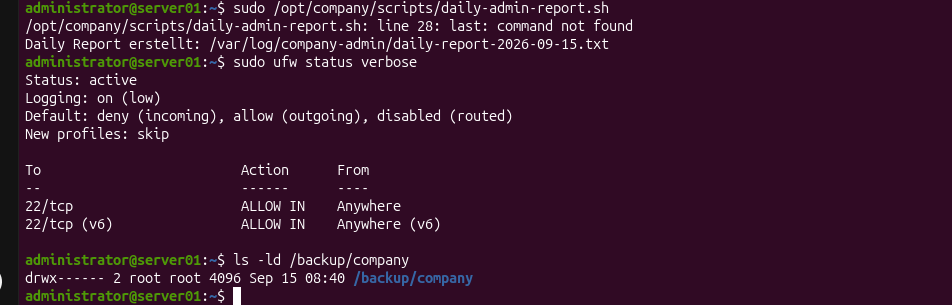 administrator@server01:~$ sudo /opt/company/scripts/daily-admin-report.sh
/opt/company/scripts/daily-admin-report.sh: line 28: last: command not found
Daily Report erstellt: /var/log/company-admin/daily-report-2026-09-15.txt
administrator@server01:~$ sudo ufw status verbose
Status: active
Logging: on (low)
Default: deny (incoming), allow (outgoing), disabled (routed)
New profiles: skip

To                         Action      From
--                         ------      ----
22/tcp                     ALLOW IN    Anywhere
22/tcp (v6)                ALLOW IN    Anywhere (v6)

administrator@server01:~$ ls -ld /backup/company
drwx------ 2 root root 4096 Sep 15 08:40 /backup/company
administrator@server01:~$